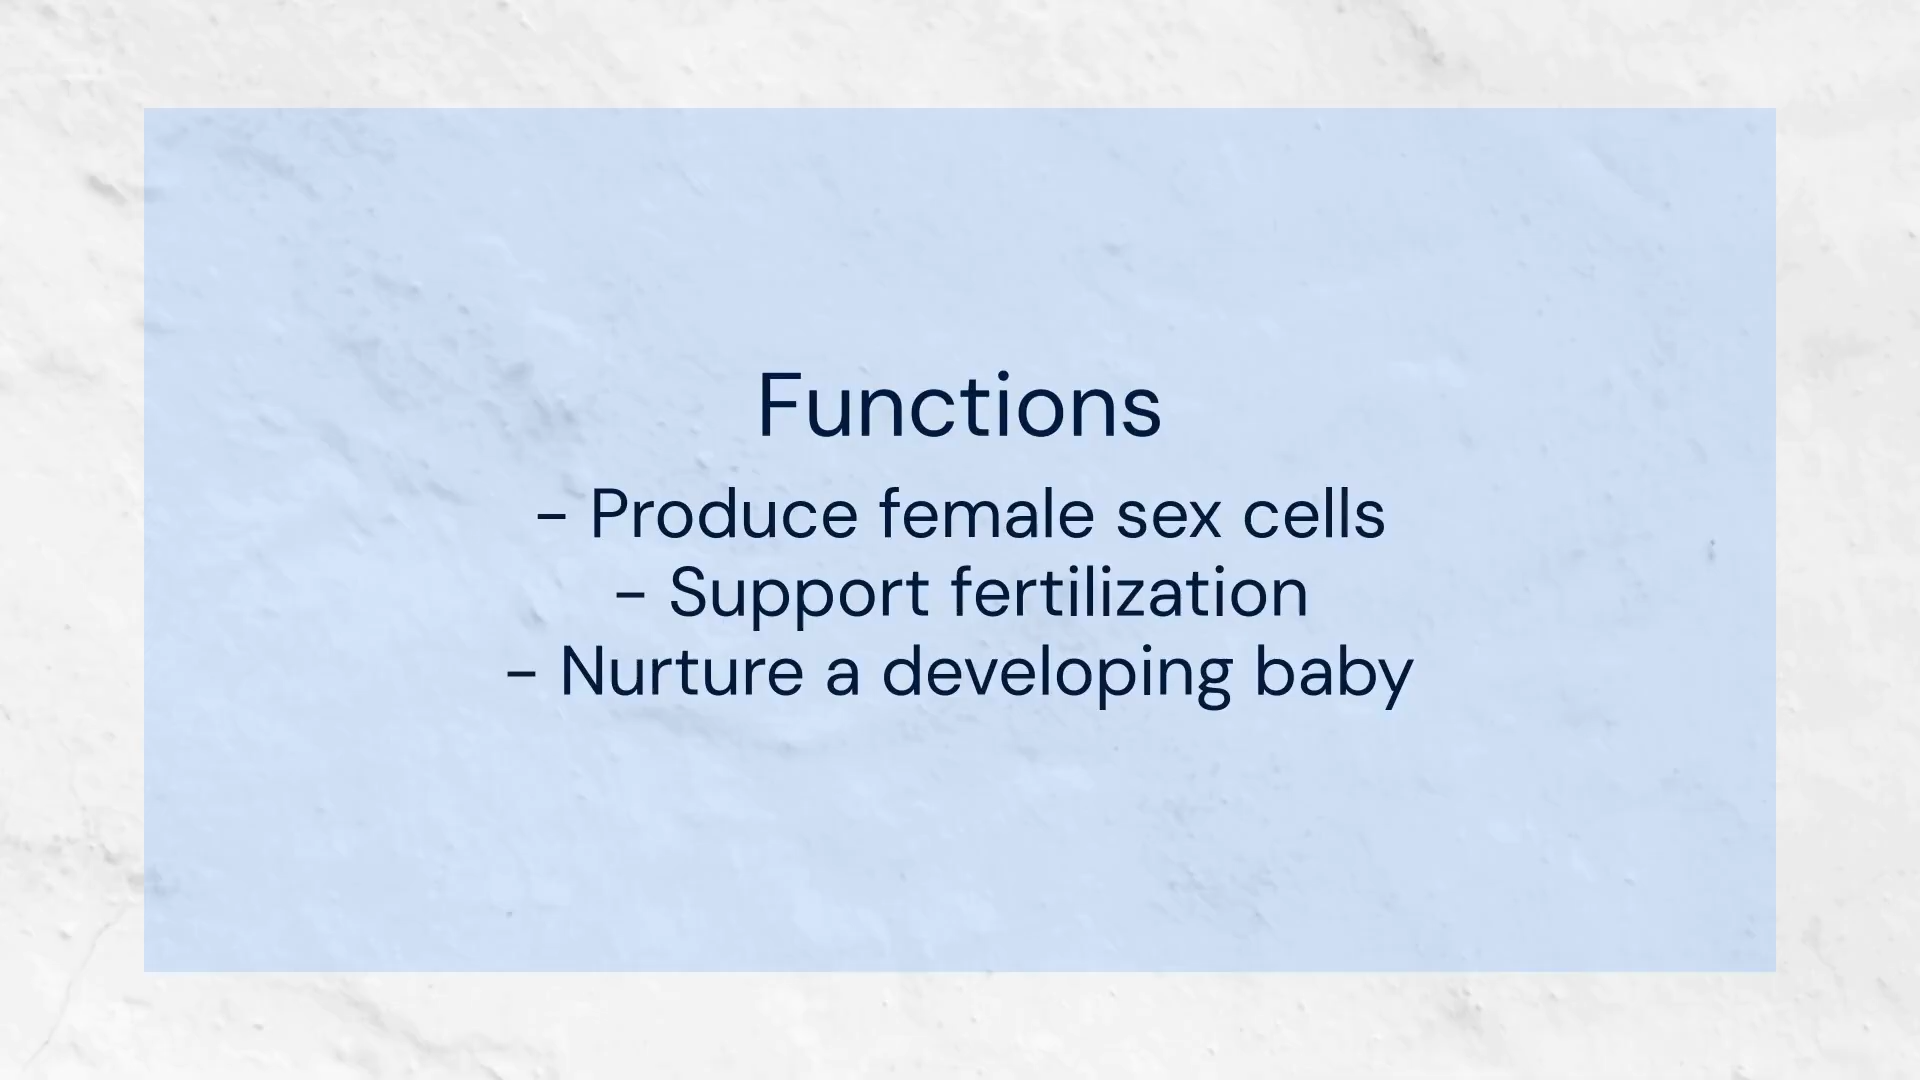 Functions
- Produce female sex cells
- Support fertilization
- Nurture a developing baby